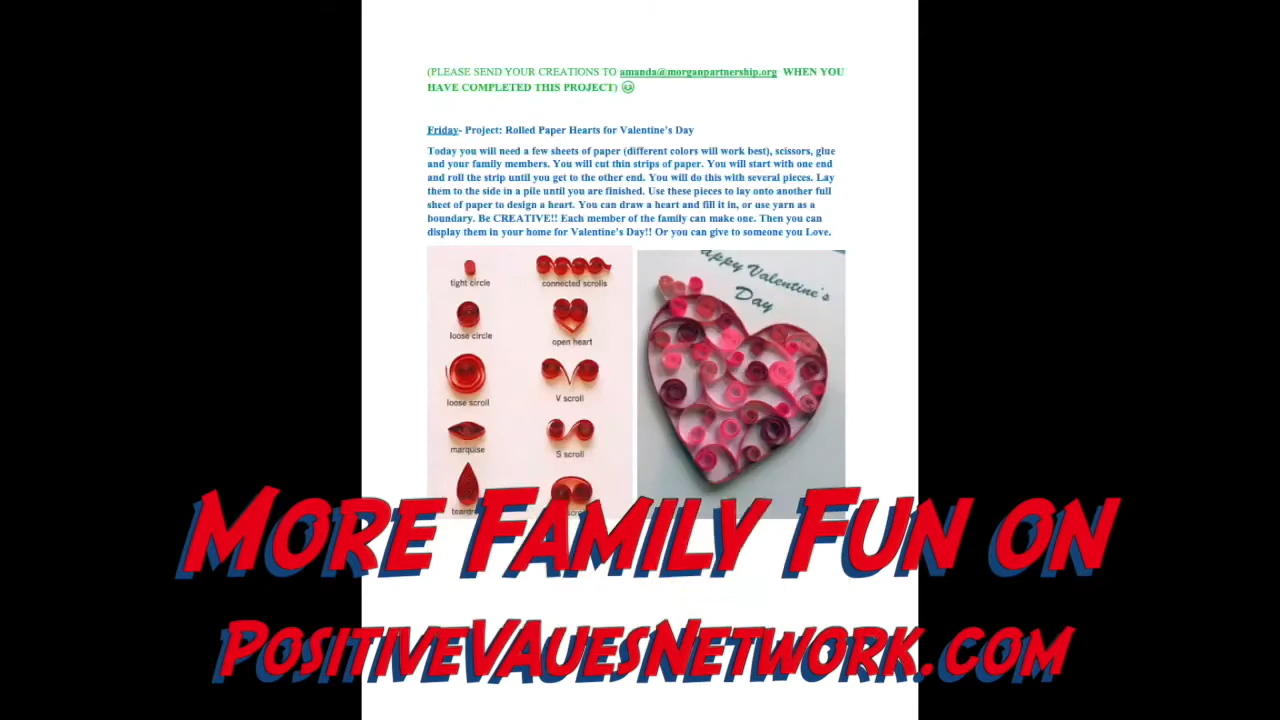 (PLEASE SEND YOUR CREATIONS TO amanda@morganpartnership.org WHEN YOU
HAVE COMPLETED THIS PROJECT) 😃
Friday- Project: Rolled Paper Hearts for Valentine's Day
Today you will need a few sheets of paper (different colors will work best), scissors, glue
and your family members. You will cut thin strips of paper. You will start with one end
and roll the strip until you get to the other end. You will do this with several pieces. Lay
them to the side in a pile until you are finished. Use these pieces to lay onto another full
sheet of paper to design a heart. You can draw a heart and fill it in, or use yarn as a
boundary. Be CREATIVE!! Each member of the family can make one. Then you can
display them in your home for Valentine's Day!! Or you can give to someone you Love.
tight circle
connected scrolls
loose circle
open heart
loose scroll
V scroll
marquise
S scroll
Happy Valentine's
Day
More Family Fun on
PositiveVauesNetwork.com